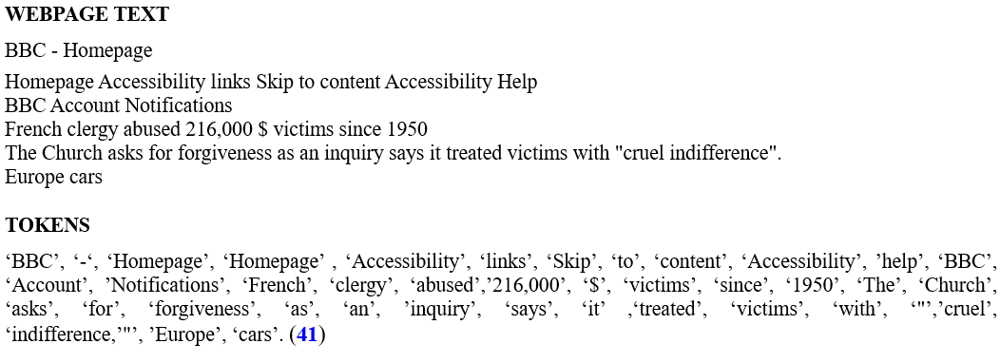 WEBPAGE TEXT
BBC - Homepage
Homepage Accessibility links Skip to content Accessibility Help
BBC Account Notifications
French clergy abused 216,000 $ victims since 1950
The Church asks for forgiveness as an inquiry says it treated victims with "cruel indifference".
Europe cars
TOKENS
‘BBC’, ‘-‘, ‘Homepage’, ‘Homepage’ , ‘Accessibility’, ‘links’, ‘Skip’, ‘to’, ‘content’, ‘Accessibility’, ’help’, ‘BBC’,
‘Account’, ’Notifications’, ‘French’, ‘clergy’, ‘abused’,’216,000’, ‘$’, ‘victims’, ‘since’, ‘1950’, ‘The’, ‘Church’,
‘asks’, ‘for’, ‘forgiveness’, ‘as’, ‘an’, ’inquiry’, ‘says’, ‘it’ ,‘treated’, ‘victims’, ‘with’, ‘"’,’cruel’,
‘indifference,’"’, ’Europe’, ‘cars’. (41)